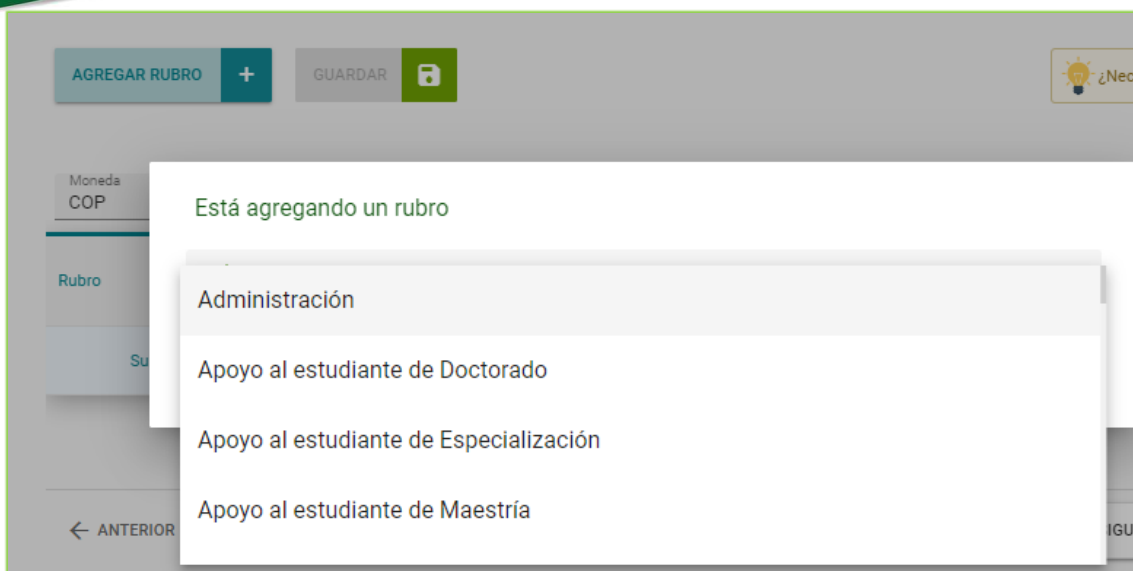 AGREGAR RUBRO +
GUARDAR
Moneda
COP
Está agregando un rubro
Rubro
Administración
Apoyo al estudiante de Doctorado
Apoyo al estudiante de Especialización
Apoyo al estudiante de Maestría
← ANTERIOR